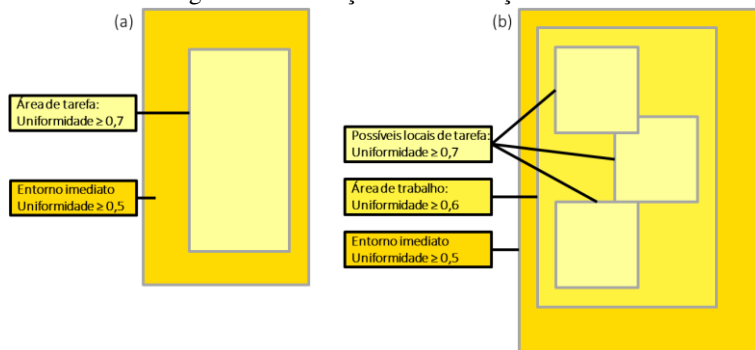 (a)
Área de tarefa:
Uniformidade ≥ 0,7
Entorno imediato
Uniformidade ≥ 0,5
(b)
Possíveis locais de tarefa:
Uniformidade ≥ 0,7
Área de trabalho:
Uniformidade ≥ 0,6
Entorno imediato
Uniformidade ≥ 0,5